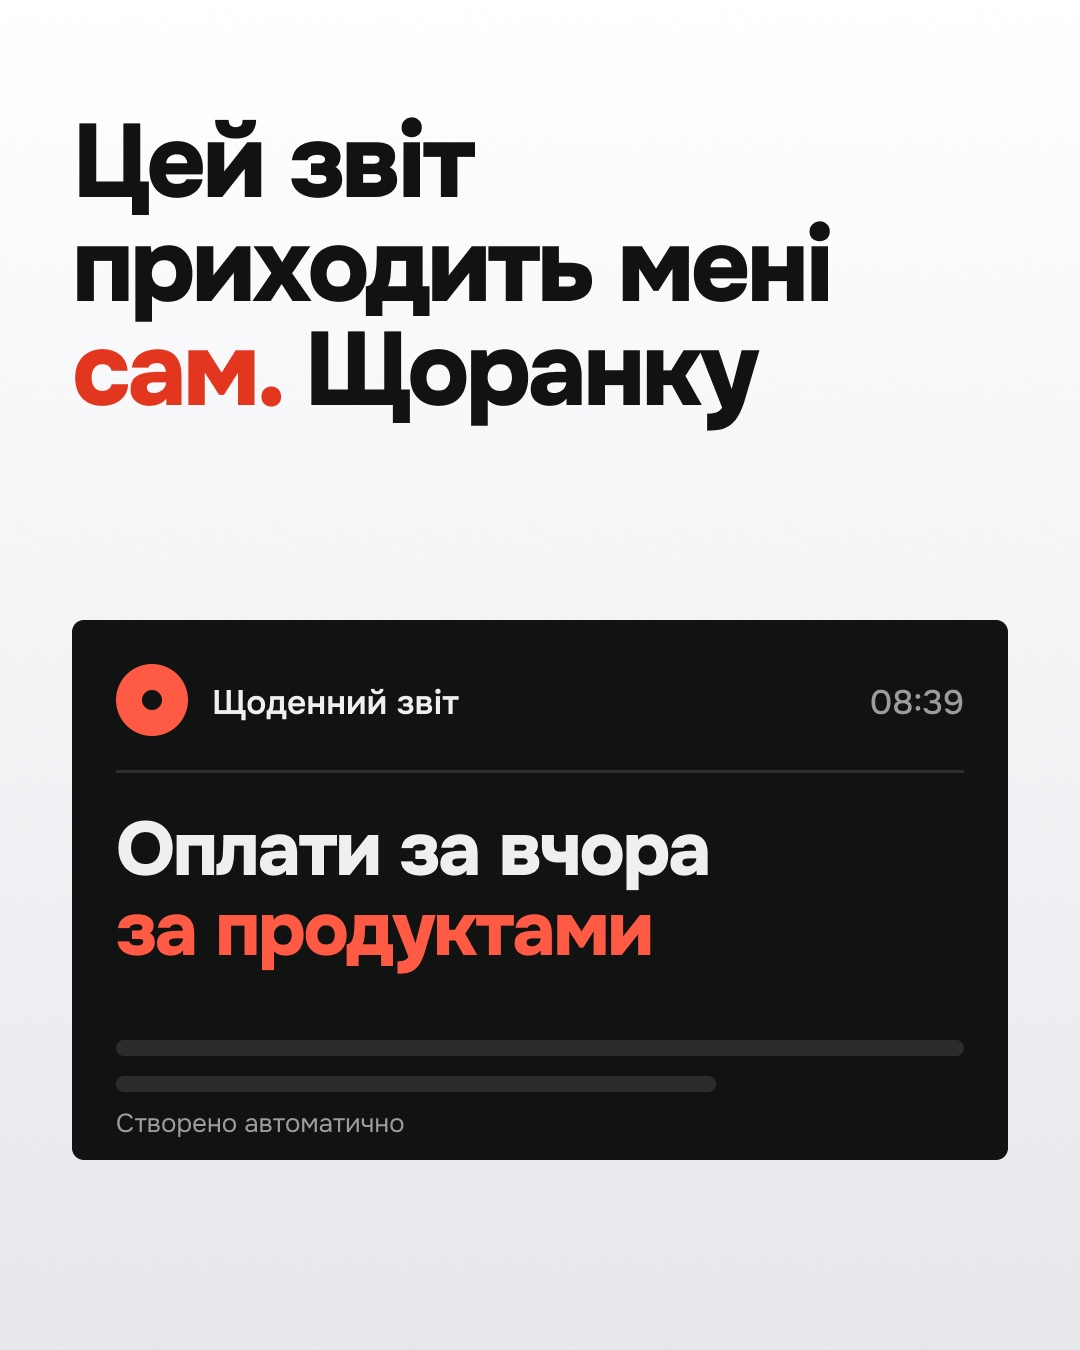 Цей звіт
приходить мені
сам. Щоранку
Щоденний звіт
08:39
Оплати за вчора
за продуктами
Створено автоматично